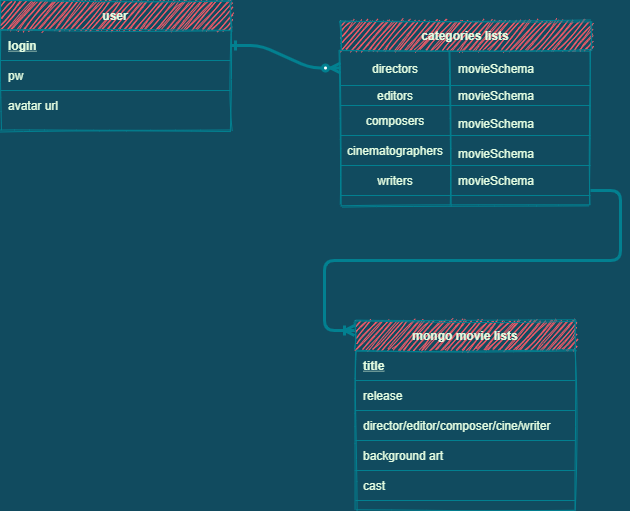 user
login
pw
avatar url
categories lists
directors movieSchema
editors movieSchema
composers movieSchema
cinematographers movieSchema
writers movieSchema
mongo movie lists
title
release
director/editor/composer/cine/writer
background art
cast